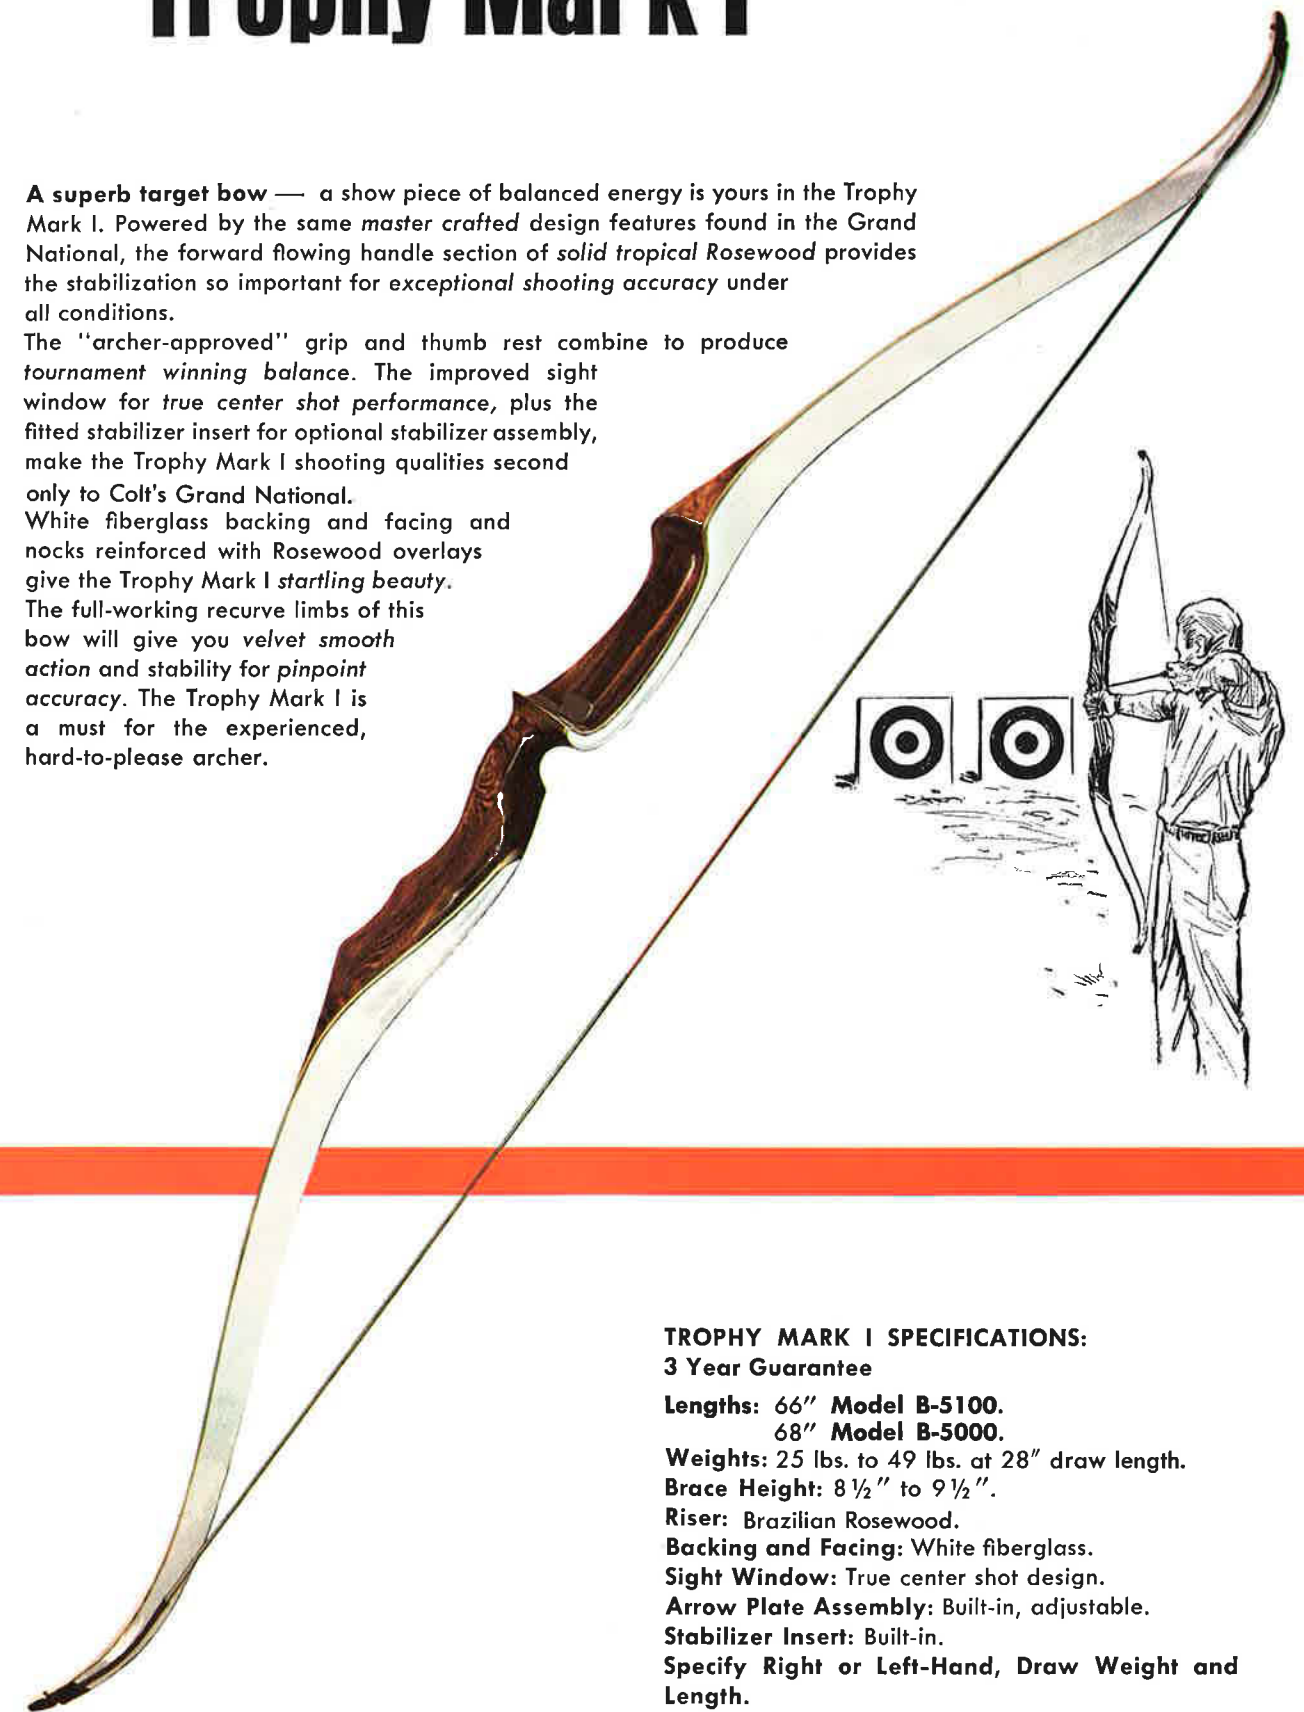 Trophy Mark I
A superb target bow — a show piece of balanced energy is yours in the Trophy
Mark I. Powered by the same master crafted design features found in the Grand
National, the forward flowing handle section of solid tropical Rosewood provides
the stabilization so important for exceptional shooting accuracy under
all conditions.
The "archer-approved" grip and thumb rest combine to produce
tournament winning balance. The improved sight
window for true center shot performance, plus the
fitted stabilizer insert for optional stabilizer assembly,
make the Trophy Mark I shooting qualities second
only to Colt's Grand National.
White fiberglass backing and facing and
nocks reinforced with Rosewood overlays
give the Trophy Mark I startling beauty.
The full-working recurve limbs of this
bow will give you velvet smooth
action and stability for pinpoint
accuracy. The Trophy Mark I is
a must for the experienced,
hard-to-please archer.
TROPHY MARK I SPECIFICATIONS:
3 Year Guarantee
Lengths: 66" Model B-5100.
68" Model B-5000.
Weights: 25 lbs. to 49 lbs. at 28" draw length.
Brace Height: 8½" to 9½".
Riser: Brazilian Rosewood.
Backing and Facing: White fiberglass.
Sight Window: True center shot design.
Arrow Plate Assembly: Built-in, adjustable.
Stabilizer Insert: Built-in.
Specify Right or Left-Hand, Draw Weight and
Length.